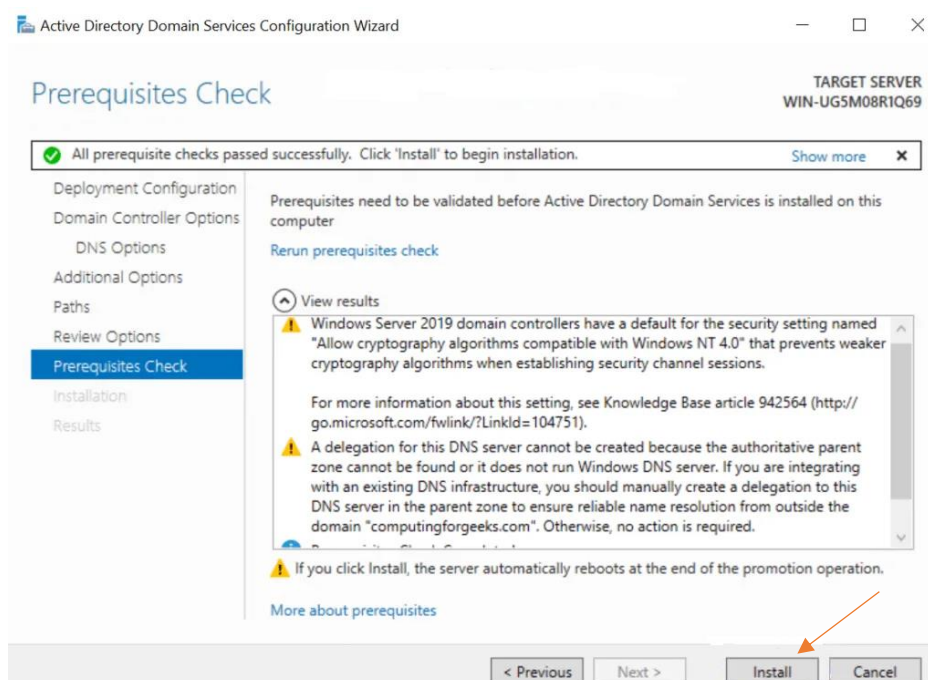 Active Directory Domain Services Configuration Wizard
Prerequisites Check
TARGET SERVER
WIN-UG5M08R1Q69
All prerequisite checks passed successfully. Click 'Install' to begin installation.
Show more
Deployment Configuration
Domain Controller Options
DNS Options
Additional Options
Paths
Review Options
Prerequisites Check
Installation
Results
Prerequisites need to be validated before Active Directory Domain Services is installed on this
computer
Rerun prerequisites check
View results
Windows Server 2019 domain controllers have a default for the security setting named
"Allow cryptography algorithms compatible with Windows NT 4.0" that prevents weaker
cryptography algorithms when establishing security channel sessions.
For more information about this setting, see Knowledge Base article 942564 (http://
go.microsoft.com/fwlink/?LinkId=104751).
A delegation for this DNS server cannot be created because the authoritative parent
zone cannot be found or it does not run Windows DNS server. If you are integrating
with an existing DNS infrastructure, you should manually create a delegation to this
DNS server in the parent zone to ensure reliable name resolution from outside the
domain "computingforgeeks.com". Otherwise, no action is required.
If you click Install, the server automatically reboots at the end of the promotion operation.
More about prerequisites
< Previous
Next >
Install
Cancel